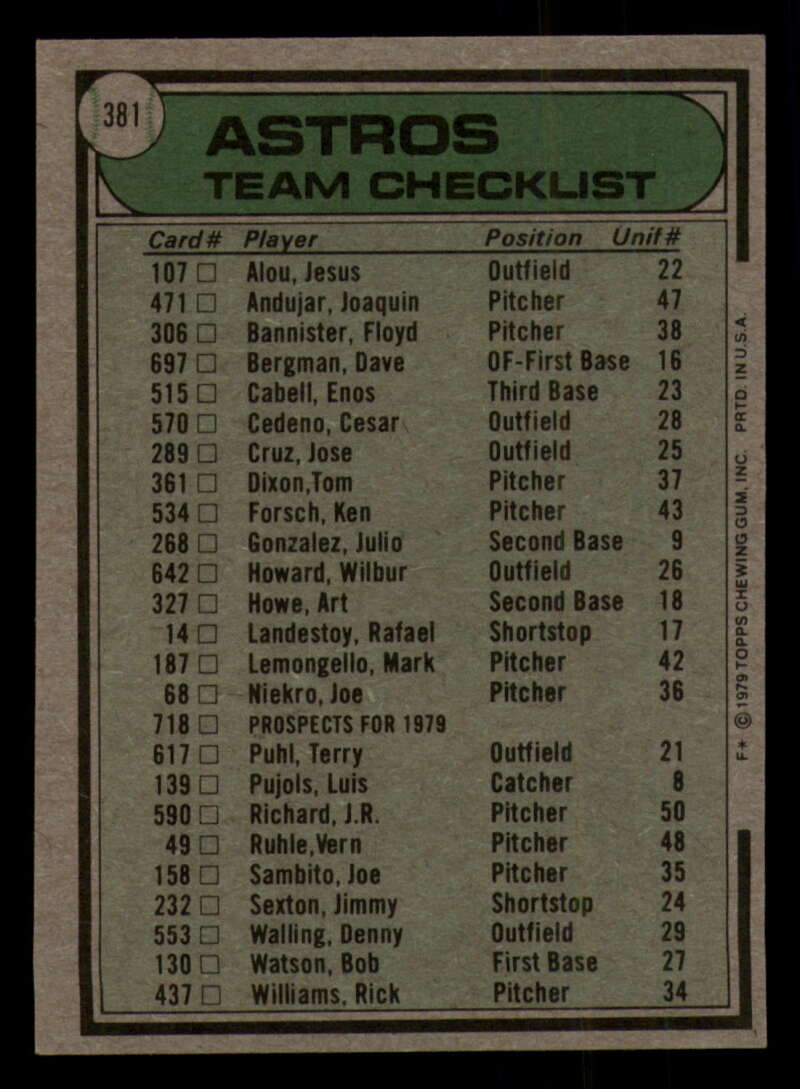 381
ASTROS
TEAM CHECKLIST
Card# Player Position Unif#
107 Alou, Jesus Outfield 22
471 Andujar, Joaquin Pitcher 47
306 Bannister, Floyd Pitcher 38
697 Bergman, Dave OF-First Base 16
515 Cabell, Enos Third Base 23
570 Cedeno, Cesar Outfield 28
289 Cruz, Jose Outfield 25
361 Dixon,Tom Pitcher 37
534 Forsch, Ken Pitcher 43
268 Gonzalez, Julio Second Base 9
642 Howard, Wilbur Outfield 26
327 Howe, Art Second Base 18
14 Landestoy, Rafael Shortstop 17
187 Lemongello, Mark Pitcher 42
68 Niekro, Joe Pitcher 36
718 PROSPECTS FOR 1979
617 Puhl, Terry Outfield 21
139 Pujols, Luis Catcher 8
590 Richard, J.R. Pitcher 50
49 Ruhle,Vern Pitcher 48
158 Sambito, Joe Pitcher 35
232 Sexton, Jimmy Shortstop 24
553 Walling, Denny Outfield 29
130 Watson, Bob First Base 27
437 Williams, Rick Pitcher 34
F* © 1979 TOPPS CHEWING GUM, INC. PRTD. IN U.S.A.